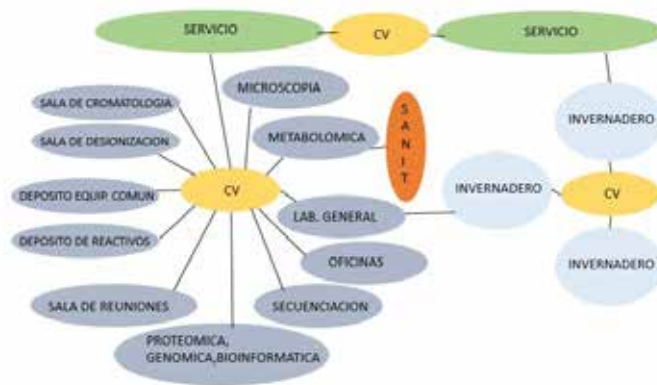 SERVICIO
CV
SERVICIO
MICROSCOPIA
SALA DE CROMATOLOGIA
SALA DE DESIONIZACION
METABOLOMICA
SANIT
INVERNADERO
DEPOSITO EQUIP. COMUN
CV
LAB. GENERAL
INVERNADERO
CV
DEPOSITO DE REACTIVOS
OFICINAS
INVERNADERO
SALA DE REUNIONES
SECUENCIACION
PROTEOMICA,
GENOMICA,BIOINFORMATICA